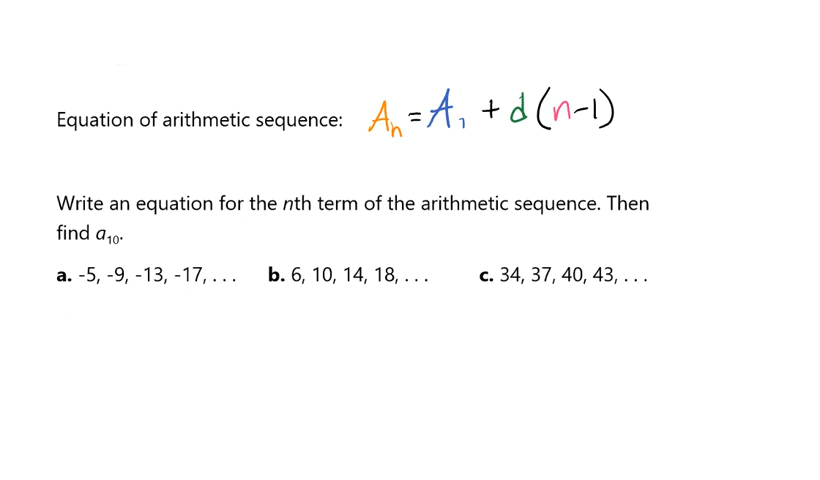 Equation of arithmetic sequence: Aₙ = A₁ + d(n-1)
Write an equation for the nth term of the arithmetic sequence. Then
find a₁₀.
a. -5, -9, -13, -17, . . . b. 6, 10, 14, 18, . . . c. 34, 37, 40, 43, . . .